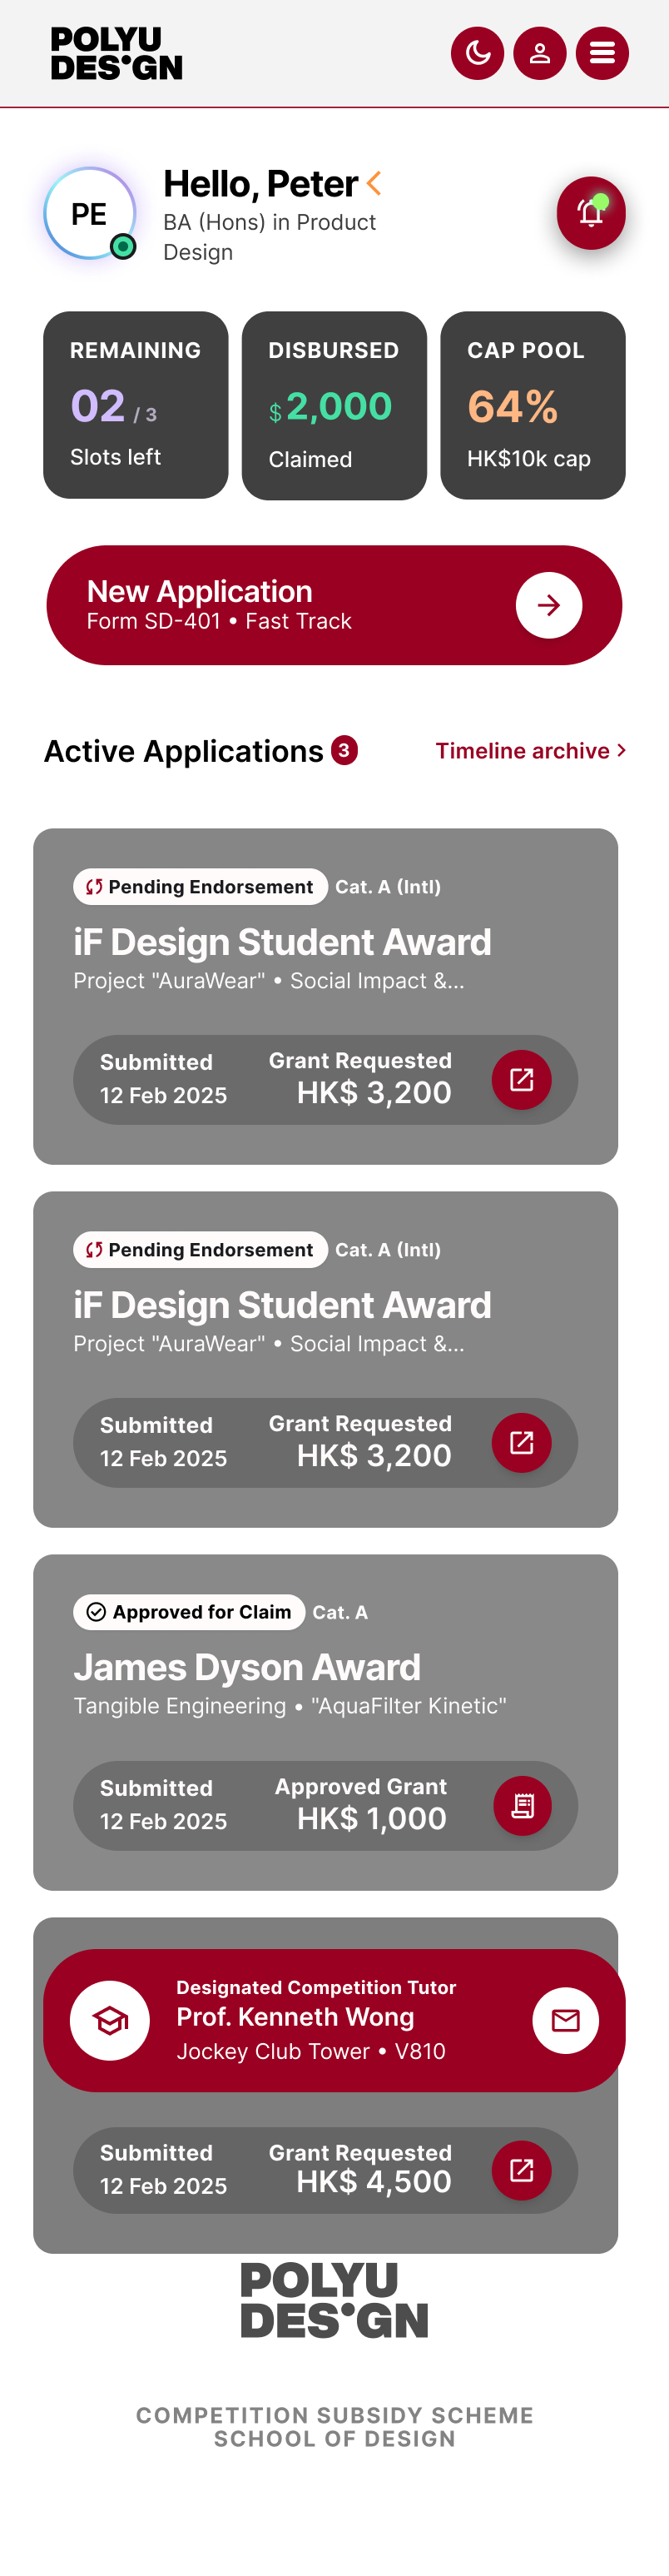 POLYU
DES•GN
PE
Hello, Peter
BA (Hons) in Product
Design
REMAINING
02 / 3
Slots left
DISBURSED
$ 2,000
Claimed
CAP POOL
64%
HK$10k cap
New Application
Form SD-401 • Fast Track
Active Applications 3
Timeline archive
Pending Endorsement Cat. A (Intl)
iF Design Student Award
Project "AuraWear" • Social Impact &...
Submitted
12 Feb 2025
Grant Requested
HK$ 3,200
Pending Endorsement Cat. A (Intl)
iF Design Student Award
Project "AuraWear" • Social Impact &...
Submitted
12 Feb 2025
Grant Requested
HK$ 3,200
Approved for Claim Cat. A
James Dyson Award
Tangible Engineering • "AquaFilter Kinetic"
Submitted
12 Feb 2025
Approved Grant
HK$ 1,000
Designated Competition Tutor
Prof. Kenneth Wong
Jockey Club Tower • V810
Submitted
12 Feb 2025
Grant Requested
HK$ 4,500
POLYU
DES•GN
COMPETITION SUBSIDY SCHEME
SCHOOL OF DESIGN